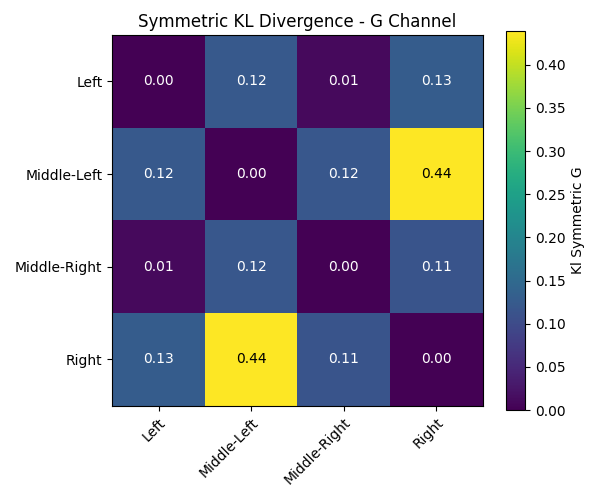 Symmetric KL Divergence - G Channel
Left 0.00 0.12 0.01 0.13
Middle-Left 0.12 0.00 0.12 0.44
Middle-Right 0.01 0.12 0.00 0.11
Right 0.13 0.44 0.11 0.00
Left Middle-Left Middle-Right Right
0.40
0.35
0.30
0.25
0.20
0.15
0.10
0.05
0.00
Kl Symmetric G